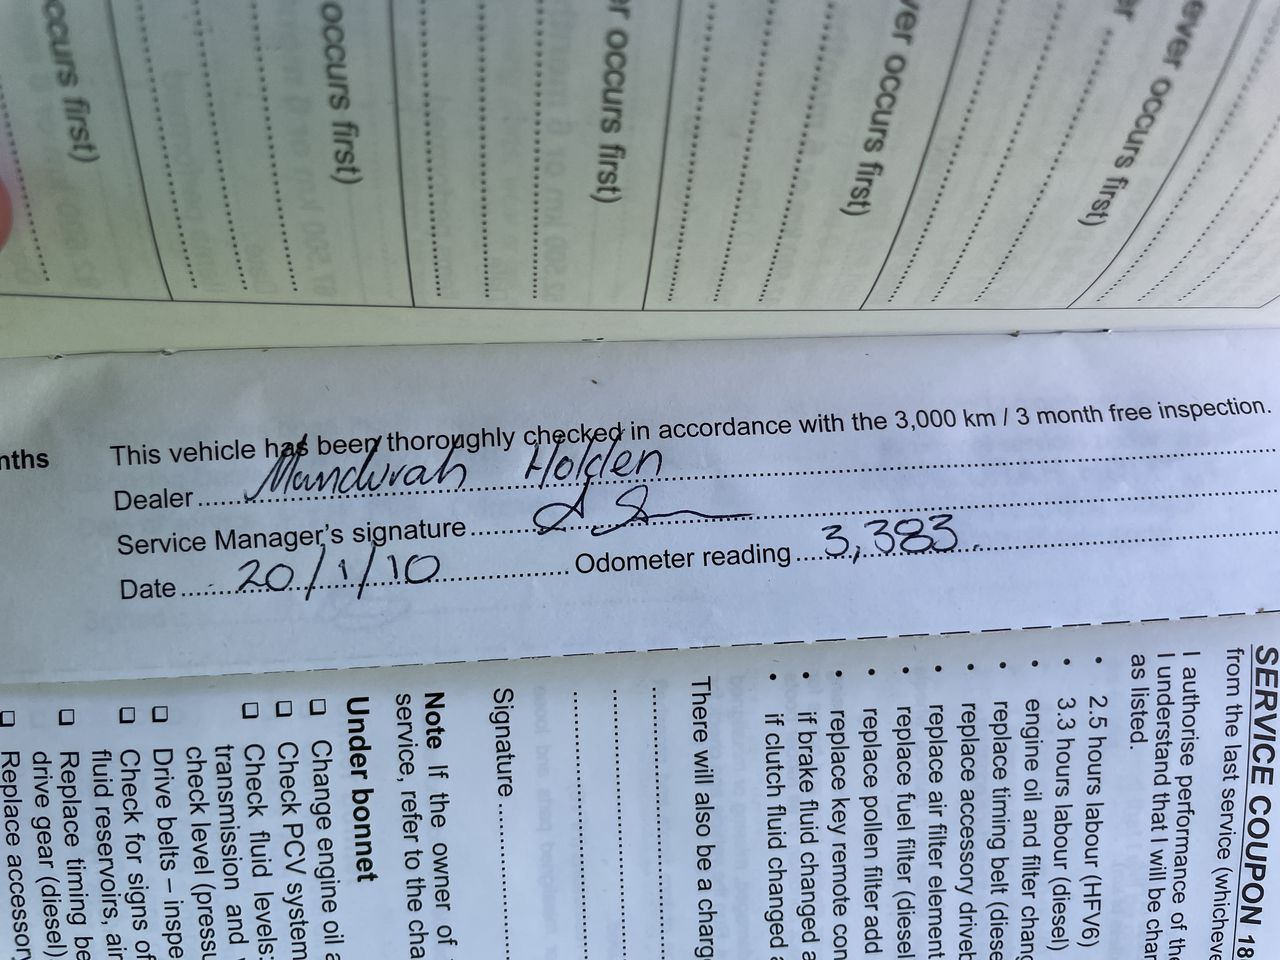 occurs first)
occurs first)
r occurs first)
ver occurs first)
ever occurs first)
This vehicle has been thoroughly checked in accordance with the 3,000 km / 3 month free inspection.
Dealer Mandurah Holden
Service Manager's signature
Date 20/1/10 Odometer reading 3,383
SERVICE COUPON 18
from the last service (whicheve
I authorise performance of the
I understand that I will be char
as listed.
• 2.5 hours labour (HFV6)
• 3.3 hours labour (diesel)
• engine oil and filter chan
• replace timing belt (diese
• replace accessory driveb
• replace air filter element
• replace fuel filter (diesel
• replace pollen filter add
• replace key remote con
• if brake fluid changed a
• if clutch fluid changed a
There will also be a charg
Signature
Note If the owner of
service, refer to the cha
Under bonnet
❑ Change engine oil a
❑ Check PCV system
❑ Check fluid levels:
transmission and
check level (pressu
❑ Drive belts – inspe
❑ Check for signs of
fluid reservoirs, an
❑ Replace timing be
drive gear (diesel)
❑ Replace accessory